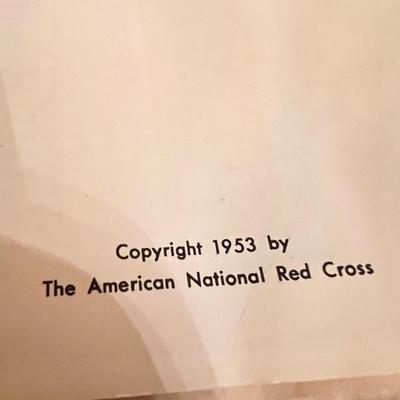 Copyright 1953 by
The American National Red Cross